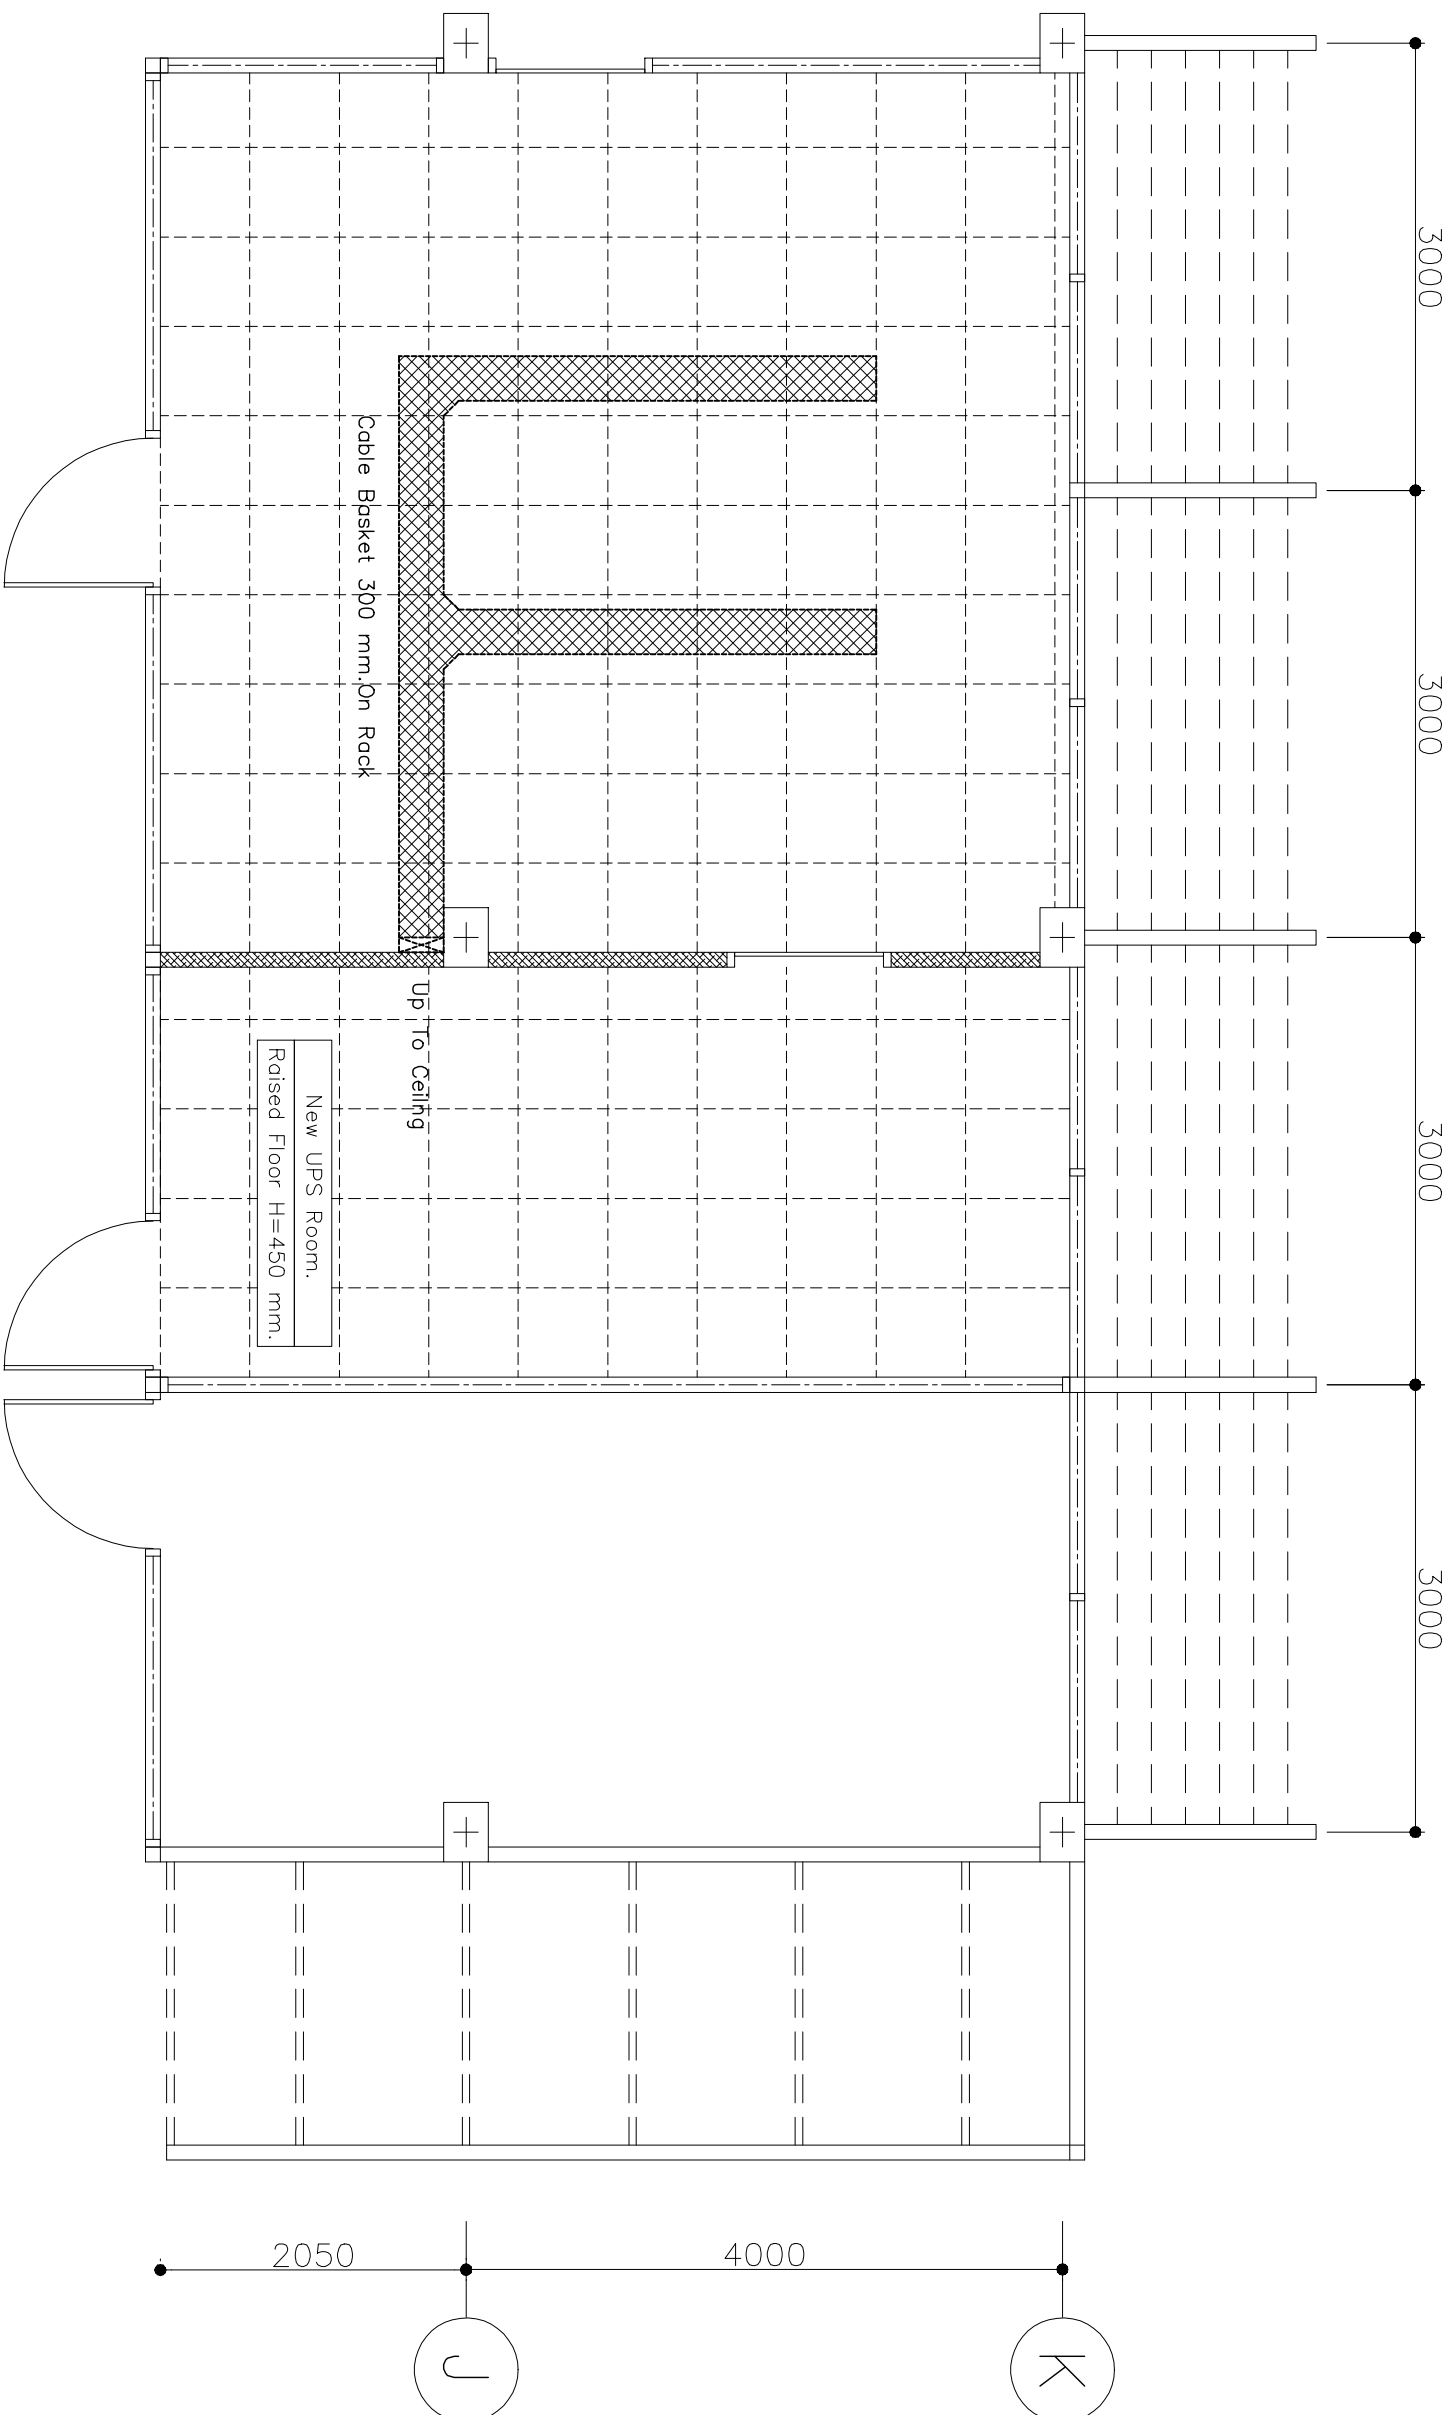 3000
3000
3000
3000
Cable Basket 300 mm.On Rack
Up To Ceiling
New UPS Room.
Raised Floor H=450 mm.
2050
4000
J
K